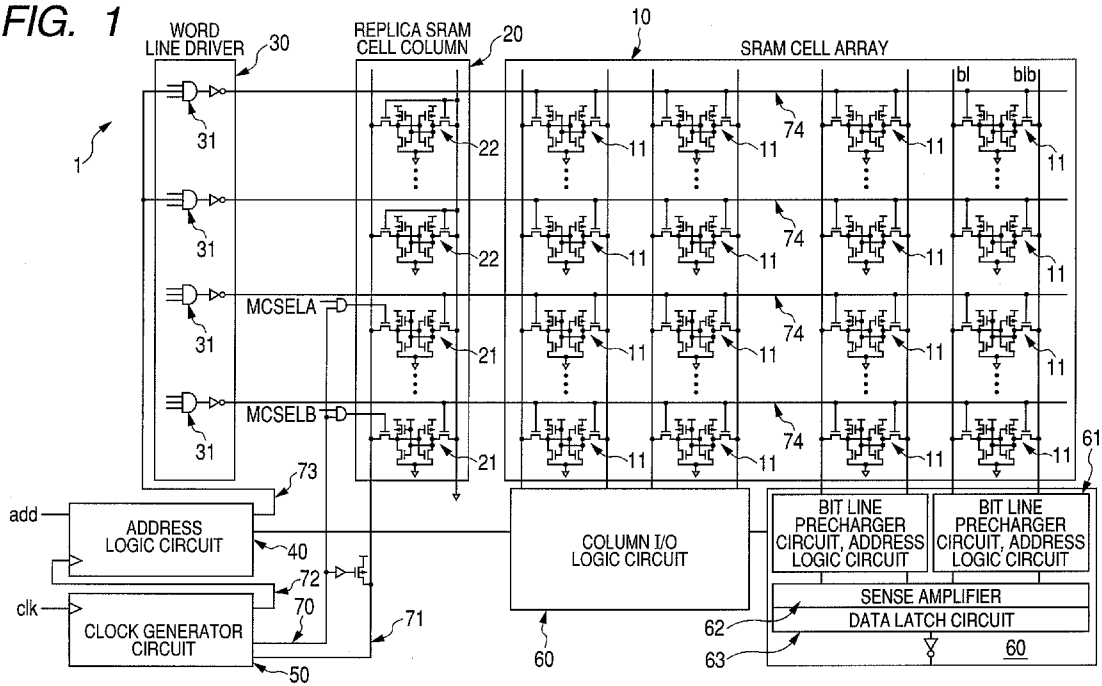 FIG. 1
WORD
LINE DRIVER
30
REPLICA SRAM
CELL COLUMN
20
10
SRAM CELL ARRAY
bl
blb
1
31
22
11
11
74
11
11
31
22
11
11
74
11
11
MCSELA
31
21
11
11
74
11
11
MCSELB
31
21
11
11
74
11
11
61
73
add
ADDRESS
LOGIC CIRCUIT
40
72
clk
CLOCK GENERATOR
CIRCUIT
50
70
71
COLUMN I/O
LOGIC CIRCUIT
60
BIT LINE
PRECHARGER
CIRCUIT, ADDRESS
LOGIC CIRCUIT
BIT LINE
PRECHARGER
CIRCUIT, ADDRESS
LOGIC CIRCUIT
SENSE AMPLIFIER
62
DATA LATCH CIRCUIT
63
60